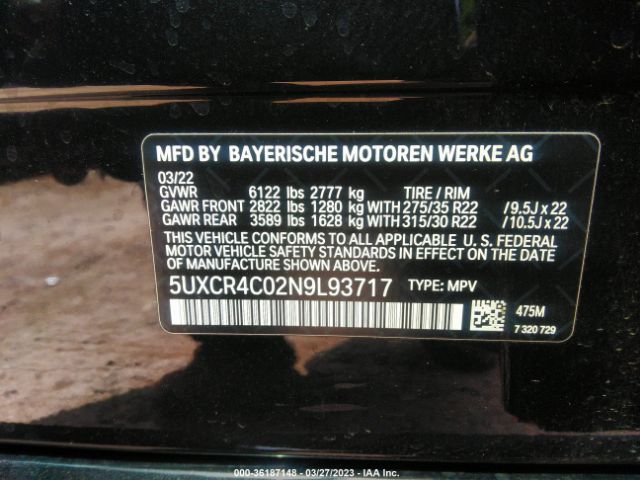 MFD BY BAYERISCHE MOTOREN WERKE AG
03/22
GVWR 6122 lbs 2777 kg TIRE / RIM
GAWR FRONT 2822 lbs 1280 kg WITH 275/35 R22 / 9.5J x 22
GAWR REAR 3589 lbs 1628 kg WITH 315/30 R22 / 10.5J x 22
THIS VEHICLE CONFORMS TO ALL APPLICABLE U. S. FEDERAL
MOTOR VEHICLE SAFETY STANDARDS IN EFFECT ON THE
DATE OF MANUFACTURE SHOWN ABOVE.
5UXCR4C02N9L93717 TYPE: MPV
475M
7 320 729
000-36187148 - 03/27/2023 - IAA Inc.